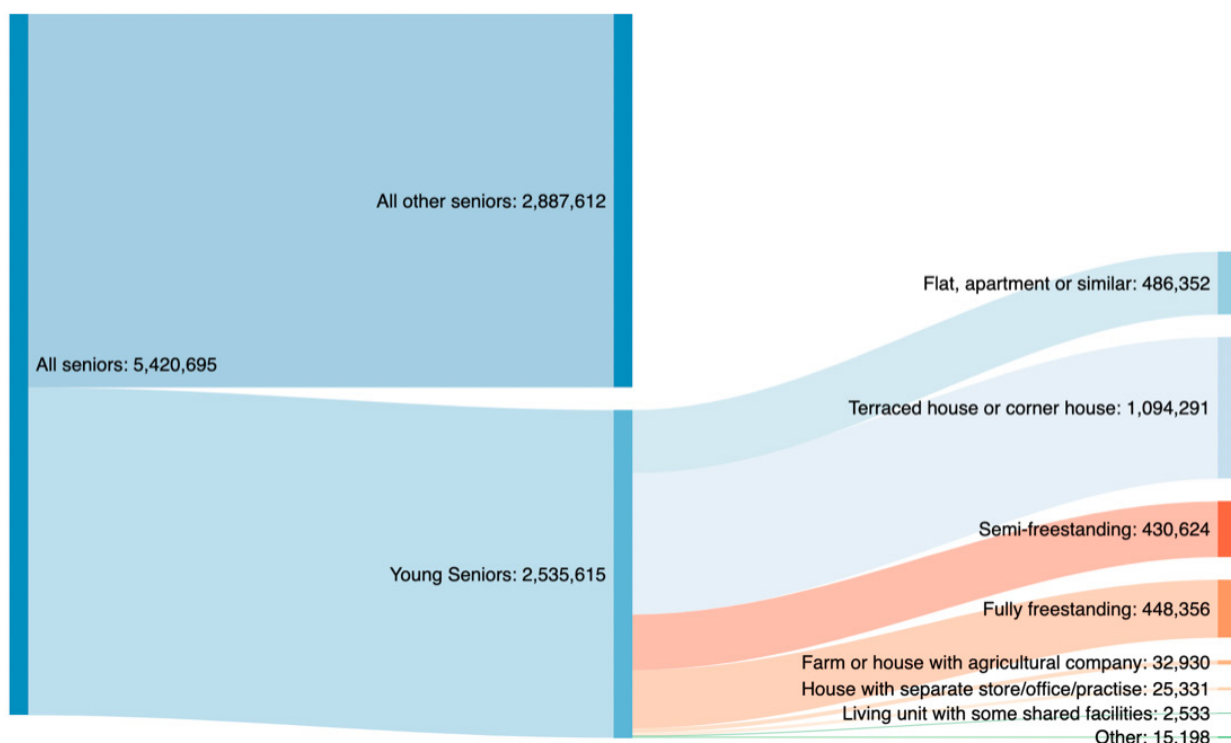 All other seniors: 2,887,612
Flat, apartment or similar: 486,352
All seniors: 5,420,695
Terraced house or corner house: 1,094,291
Semi-freestanding: 430,624
Young Seniors: 2,535,615
Fully freestanding: 448,356
Farm or house with agricultural company: 32,930
House with separate store/office/practise: 25,331
Living unit with some shared facilities: 2,533
Other: 15,198